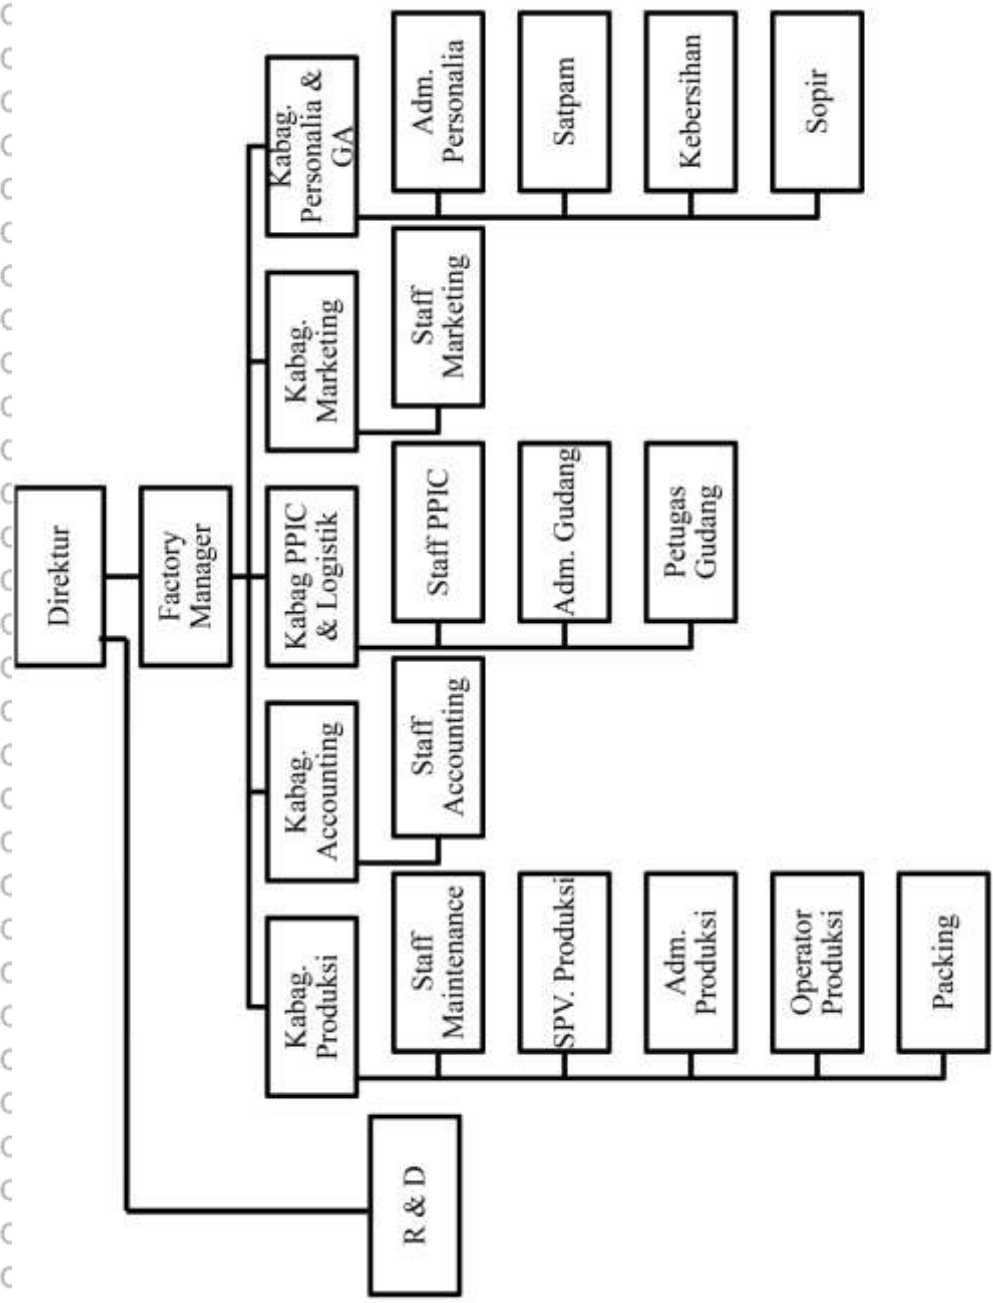 Direktur
Factory
Manager
R & D
Kabag.
Produksi
Kabag.
Accounting
Kabag PPIC
& Logistik
Kabag.
Marketing
Kabag.
Personalia &
GA
Staff
Maintenance
SPV. Produksi
Adm.
Produksi
Operator
Produksi
Packing
Staff
Accounting
Staff PPIC
Adm. Gudang
Petugas
Gudang
Staff
Marketing
Adm.
Personalia
Satpam
Kebersihan
Sopir